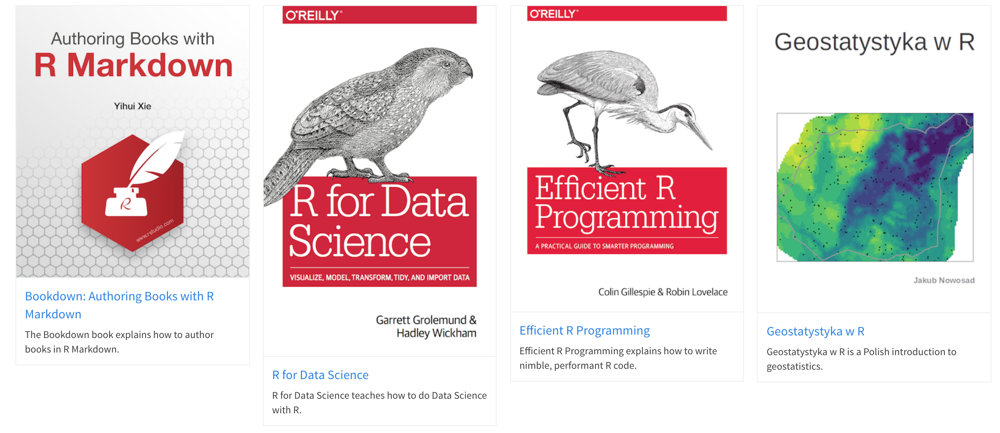 Authoring Books with
R Markdown
Yihui Xie
R
www.rstudio.com
Bookdown: Authoring Books with R
Markdown
The Bookdown book explains how to author
books in R Markdown.
O'REILLY®
R for Data
Science
VISUALIZE, MODEL, TRANSFORM, TIDY, AND IMPORT DATA
Garrett Grolemund &
Hadley Wickham
R for Data Science
R for Data Science teaches how to do Data Science
with R.
O'REILLY®
Efficient R
Programming
A PRACTICAL GUIDE TO SMARTER PROGRAMMING
Colin Gillespie & Robin Lovelace
Efficient R Programming
Efficient R Programming explains how to write
nimble, performant R code.
Geostatystyka w R
Jakub Nowosad
Geostatystyka w R
Geostatystyka w R is a Polish introduction to
geostatistics.